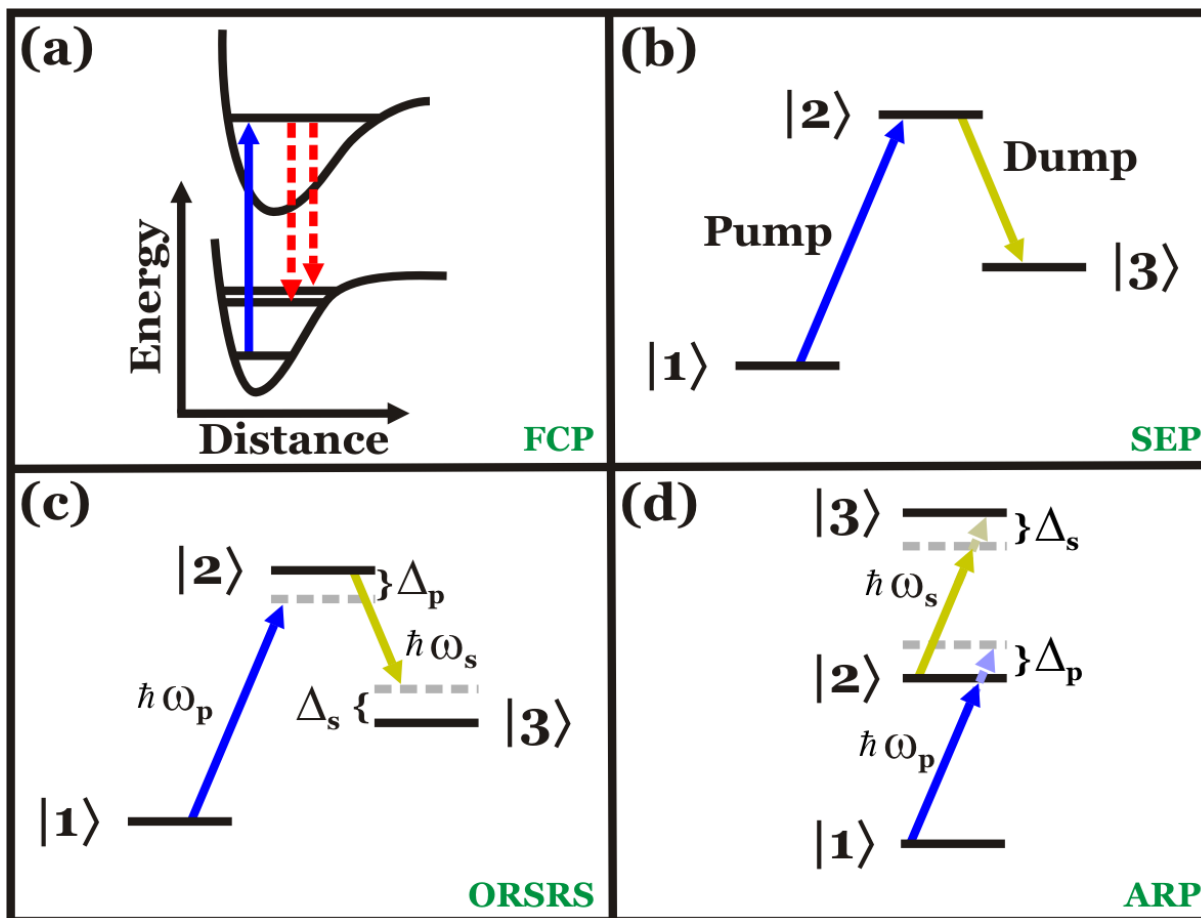 (a)
Energy
Distance
FCP
(b)
|2⟩
Dump
Pump
|3⟩
|1⟩
SEP
(c)
|2⟩
}Δp
ħωs
ħωp
Δs {
|3⟩
|1⟩
ORSRS
(d)
|3⟩
}Δs
ħωs
|2⟩
}Δp
ħωp
|1⟩
ARP